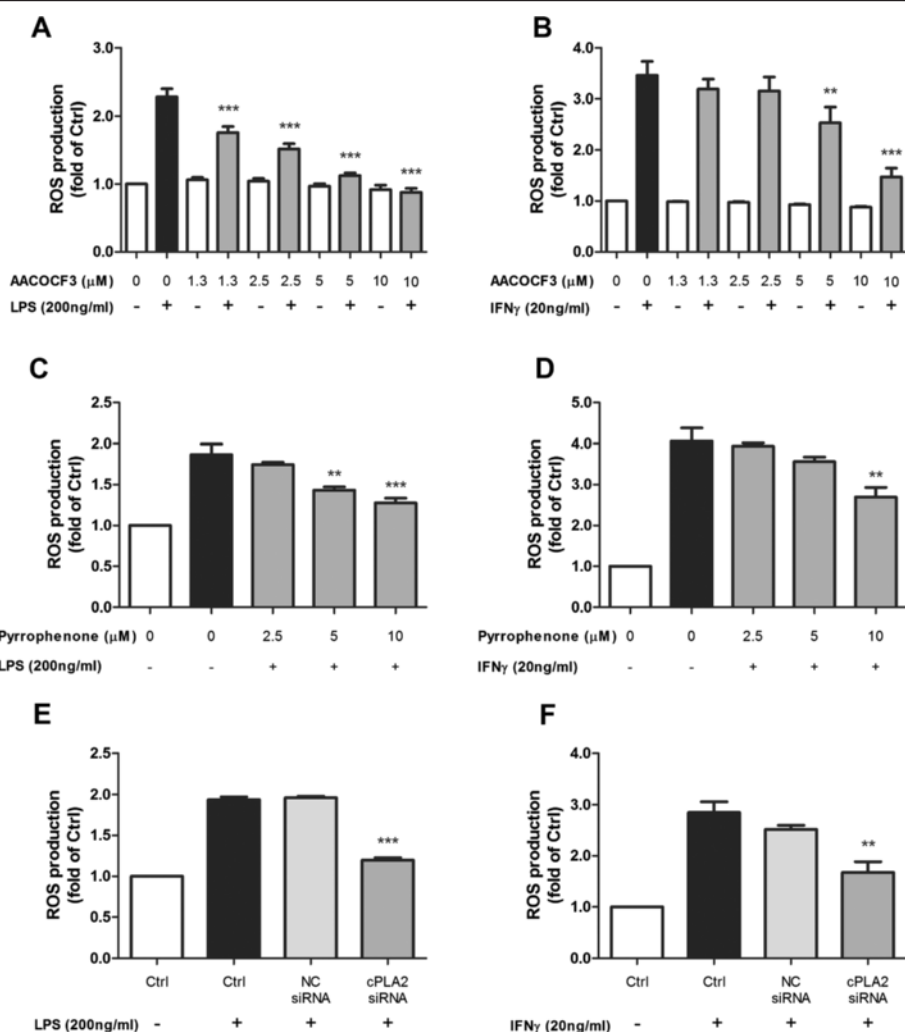 A
3.0
2.0
1.0
0.0
ROS production
(fold of Ctrl)
*** *** *** ***
AACOCF3 (μM) 0 0 1.3 1.3 2.5 2.5 5 5 10 10
LPS (200ng/ml) - + - + - + - + - +
B
4.0
3.0
2.0
1.0
0.0
ROS production
(fold of Ctrl)
** ***
AACOCF3 (μM) 0 0 1.3 1.3 2.5 2.5 5 5 10 10
IFNγ (20ng/ml) - + - + - + - + - +
C
2.5
2.0
1.5
1.0
0.5
0.0
ROS production
(fold of Ctrl)
** ***
Pyrrophenone (μM) 0 0 2.5 5 10
LPS (200ng/ml) - - + + +
D
5.0
4.0
3.0
2.0
1.0
0.0
ROS production
(fold of Ctrl)
**
Pyrrophenone (μM) 0 0 2.5 5 10
IFNγ (20ng/ml) - - + + +
E
2.5
2.0
1.5
1.0
0.5
0.0
ROS production
(fold of Ctrl)
***
Ctrl Ctrl NC cPLA2
siRNA siRNA
LPS (200ng/ml) - + + +
F
4.0
3.0
2.0
1.0
0.0
ROS production
(fold of Ctrl)
**
Ctrl Ctrl NC cPLA2
siRNA siRNA
IFNγ (20ng/ml) - + + +